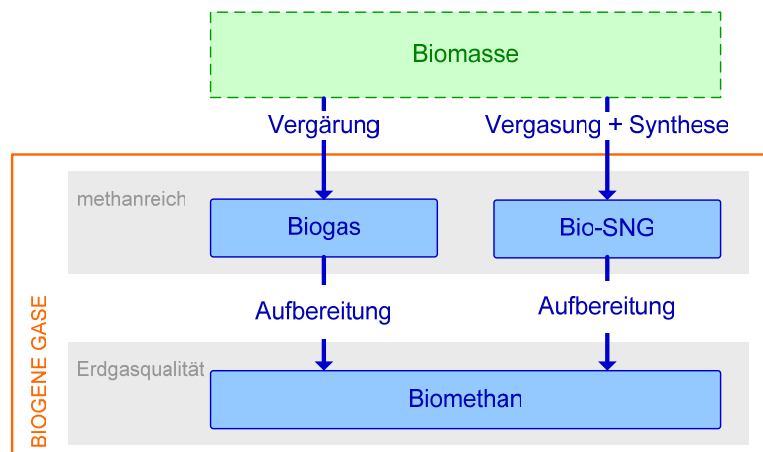 Biomasse
Vergärung
Vergasung + Synthese
methanreich
Biogas
Bio-SNG
Aufbereitung
Aufbereitung
Erdgasqualität
Biomethan
BIOGENE GASE